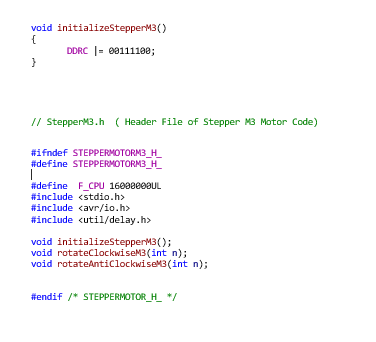 void initializeStepperM3()
{
DDRC |= 00111100;
}
// StepperM3.h  ( Header File of Stepper M3 Motor Code)
#ifndef STEPPERMOTORM3_H_
#define STEPPERMOTORM3_H_
#define  F_CPU 16000000UL
#include <stdio.h>
#include <avr/io.h>
#include <util/delay.h>
void initializeStepperM3();
void rotateClockwiseM3(int n);
void rotateAntiClockwiseM3(int n);
#endif /* STEPPERMOTOR_H_ */